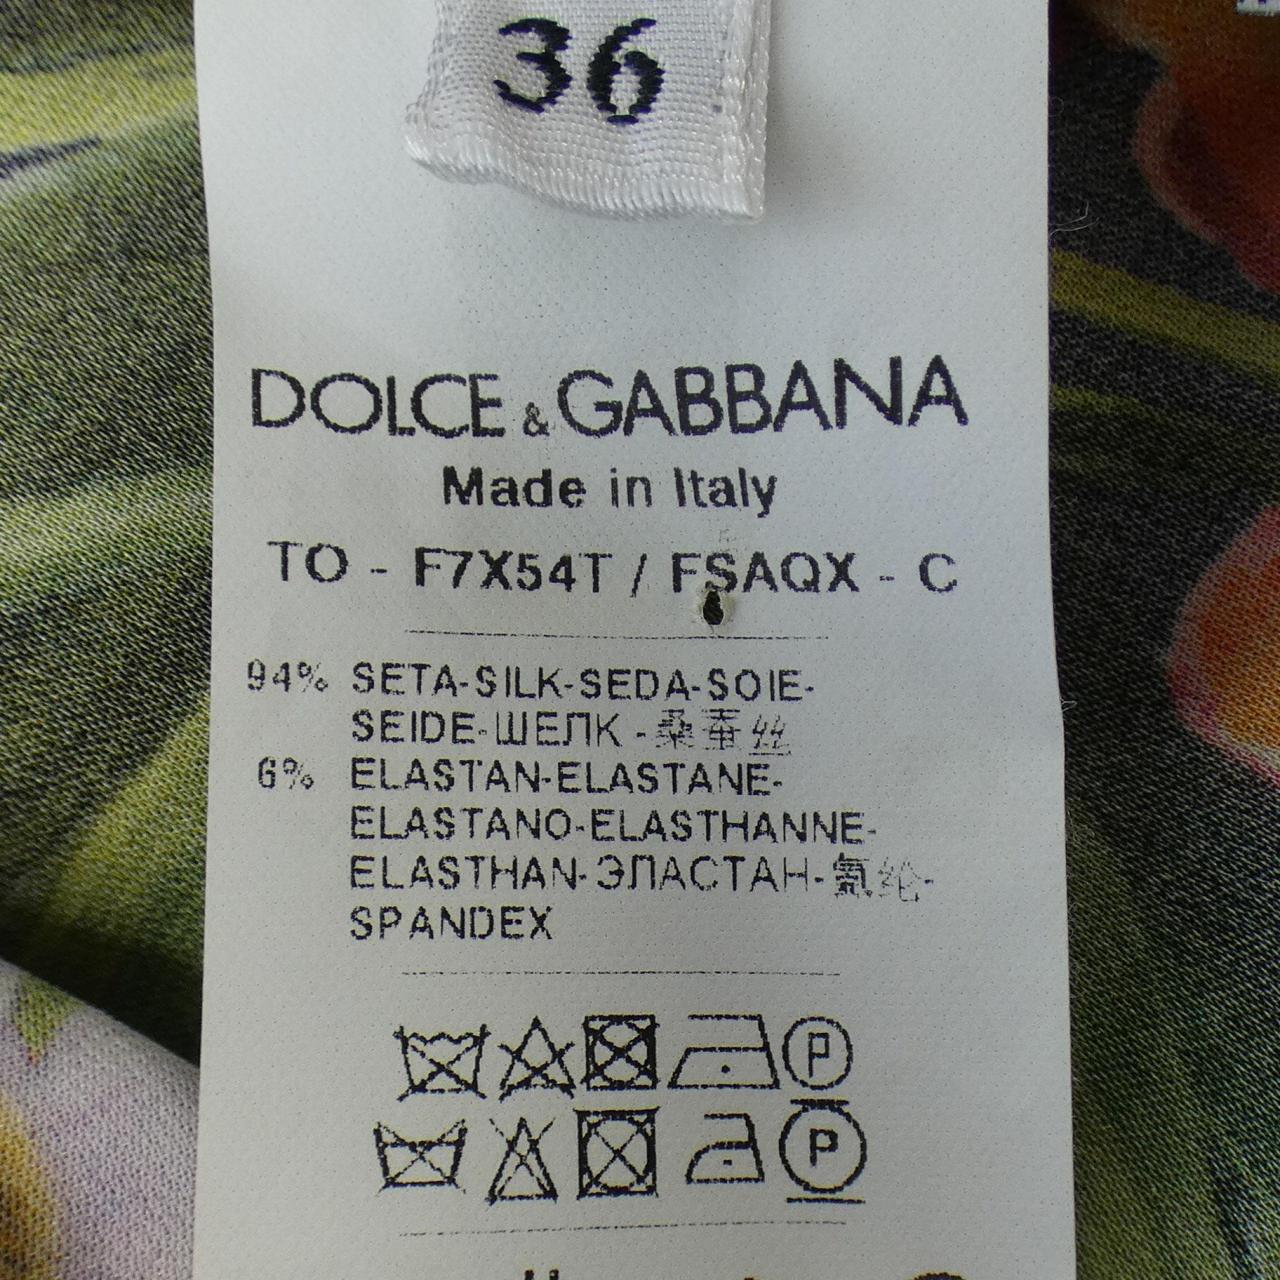 36
DOLCE & GABBANA
Made in Italy
TO - F7X54T / FSAQX - C
94% SETA-SILK-SEDA-SOIE-
SEIDE-ШЕЛК-桑蚕丝
6% ELASTAN-ELASTANE-
ELASTANO-ELASTHANNE-
ELASTHAN-ЭЛАСТАН-氨纶-
SPANDEX
P
P